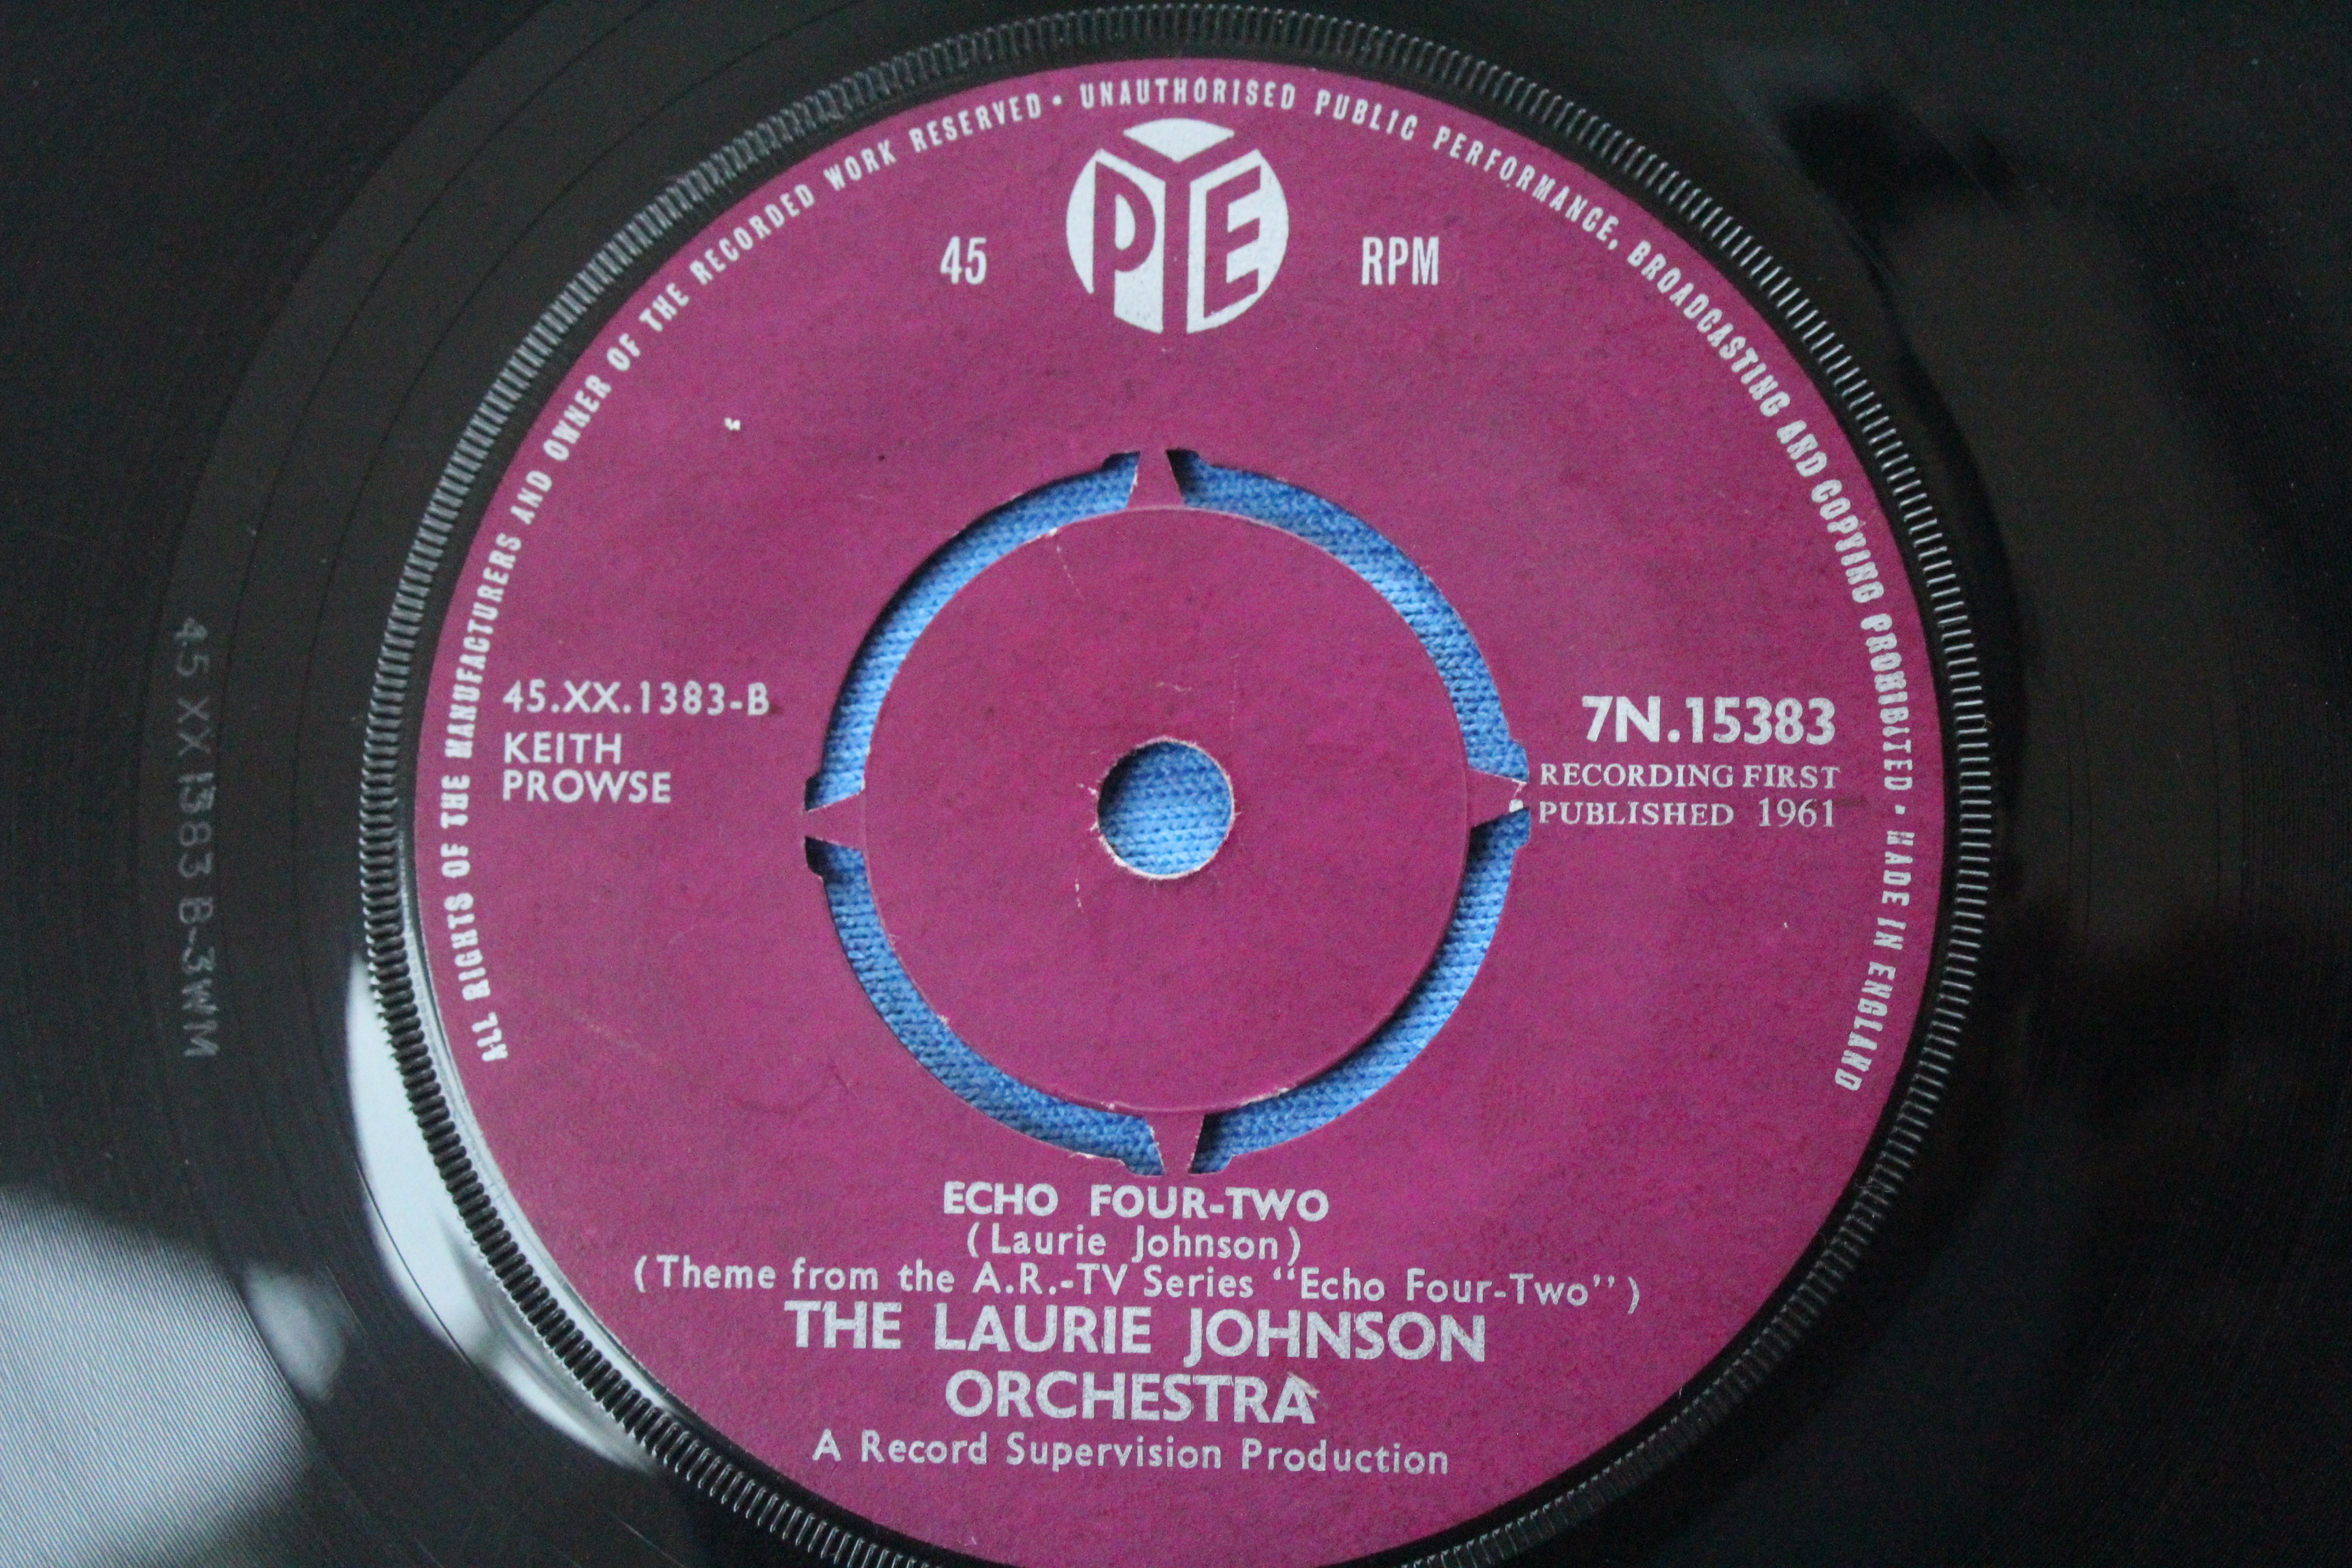 ALL RIGHTS OF THE MANUFACTURERS AND OWNER OF THE RECORDED WORK RESERVED • UNAUTHORISED PUBLIC PERFORMANCE, BROADCASTING AND COPYING PROHIBITED • MADE IN ENGLAND
PYE
45 RPM
45.XX.1383-B
KEITH
PROWSE
7N.15383
RECORDING FIRST
PUBLISHED 1961
ECHO FOUR-TWO
(Laurie Johnson)
(Theme from the A.R.-TV Series “Echo Four-Two”)
THE LAURIE JOHNSON
ORCHESTRA
A Record Supervision Production
45 XX 1383 B-3WM